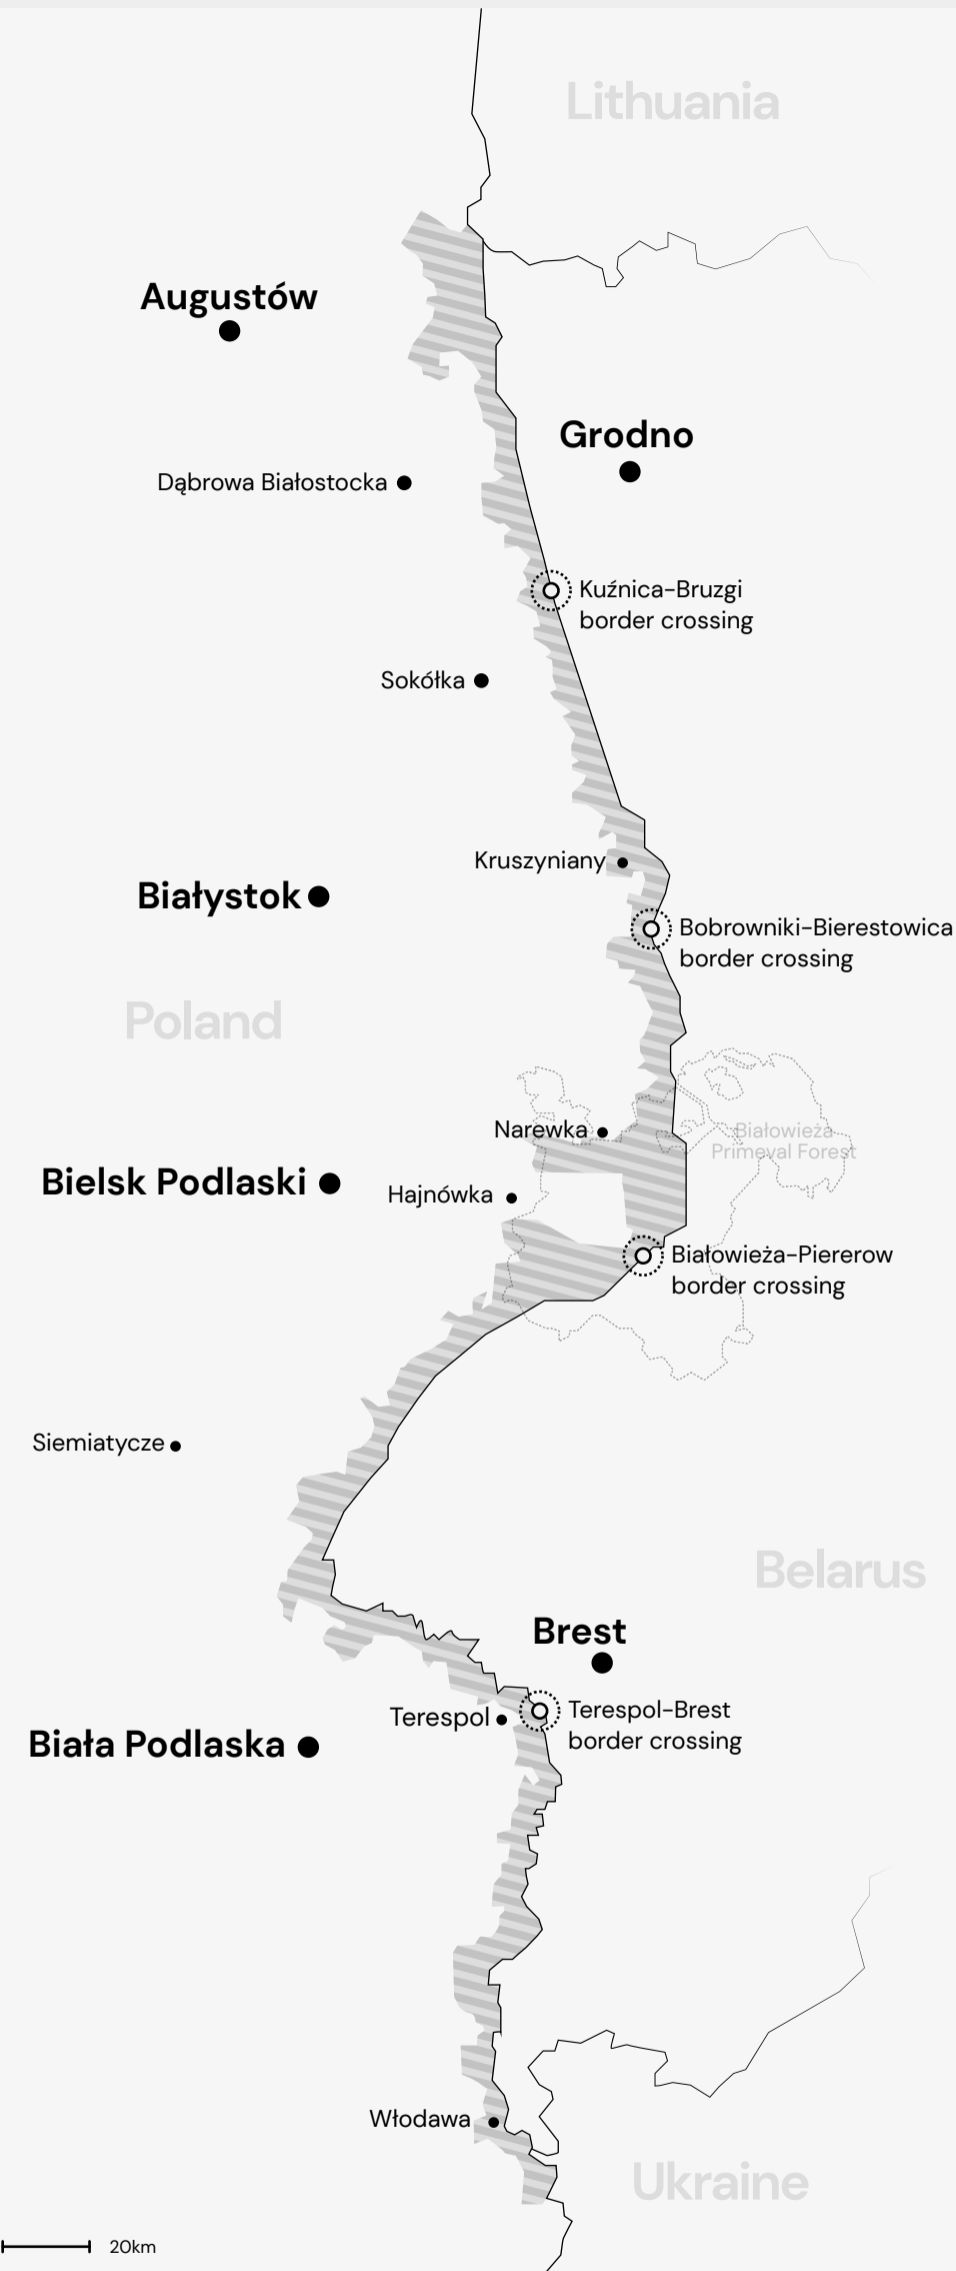 Lithuania
Augustów
Grodno
Dąbrowa Białostocka
Kuźnica-Bruzgi
border crossing
Sokółka
Kruszyniany
Białystok
Bobrowniki-Bierestowica
border crossing
Poland
Narewka
Białowieża
Primeval Forest
Bielsk Podlaski
Hajnówka
Białowieża-Piererow
border crossing
Siemiatycze
Belarus
Brest
Terespol
Terespol-Brest
border crossing
Biała Podlaska
Włodawa
Ukraine
20km